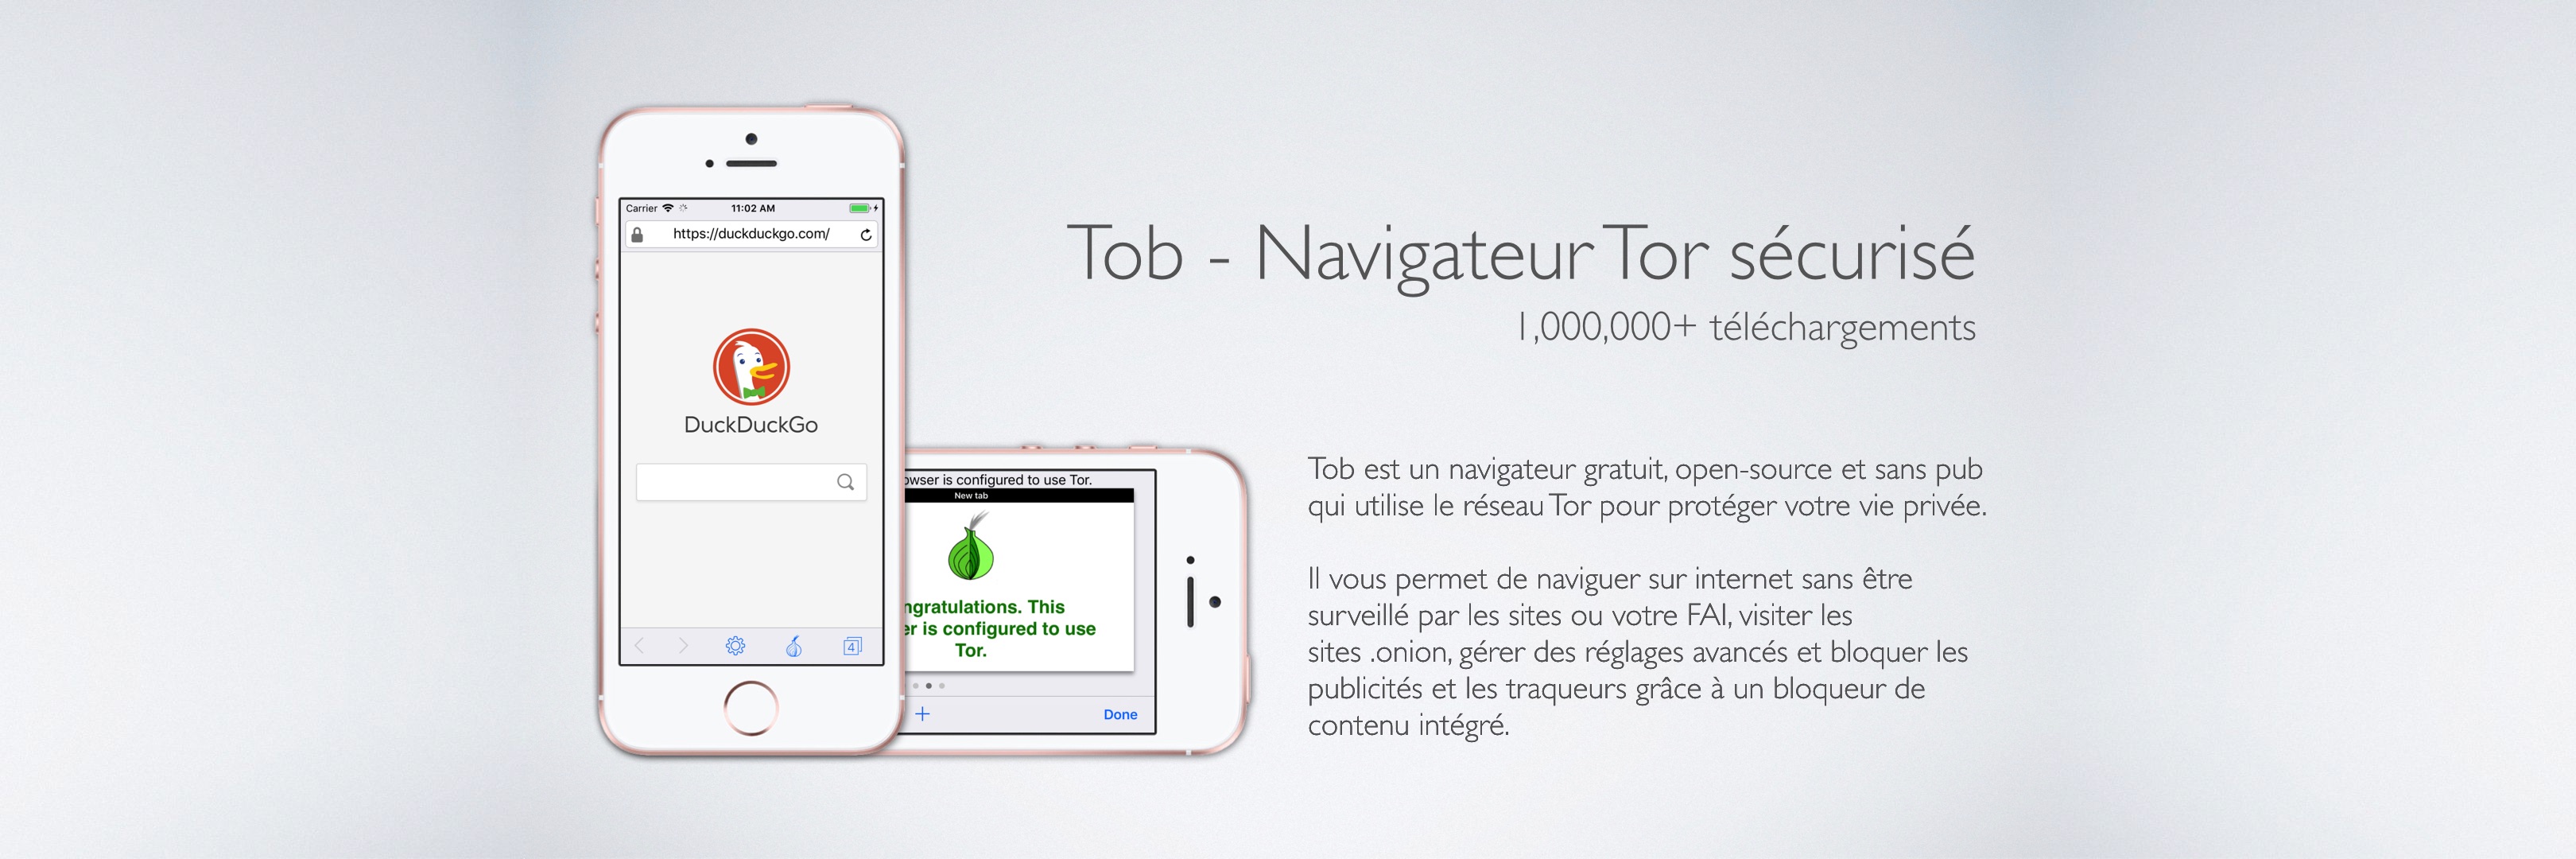 Carrier 11:02 AM
https://duckduckgo.com/
DuckDuckGo
4
Tob - Navigateur Tor sécurisé
1,000,000+ téléchargements
is configured to use Tor.
New tab
This
is configured to use
Tor.
+ Done
Tob est un navigateur gratuit, open-source et sans pub
qui utilise le réseau Tor pour protéger votre vie privée.
Il vous permet de naviguer sur internet sans être
surveillé par les sites ou votre FAI, visiter les
sites .onion, gérer des réglages avancés et bloquer les
publicités et les traqueurs grâce à un bloqueur de
contenu intégré.